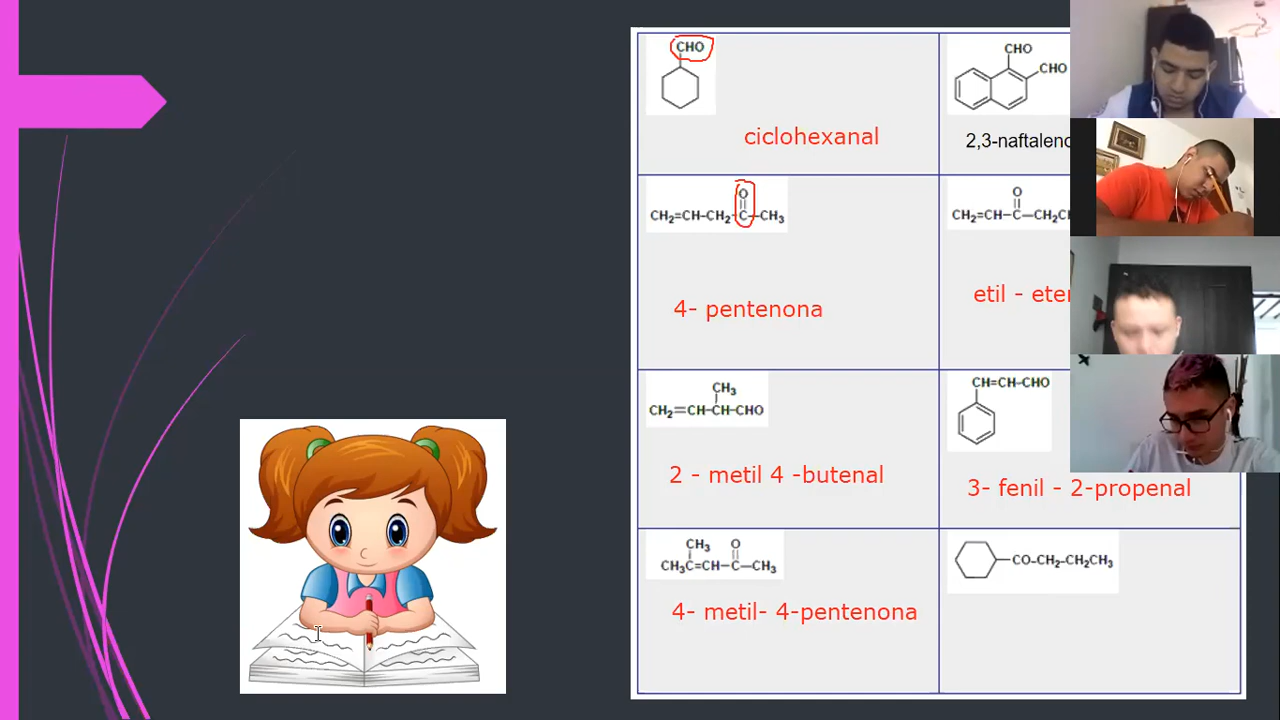 CHO
ciclohexanal
CHO
CHO
2,3-naftaleno
O
CH₂=CH–CH₂–C–CH₃
4- pentenona
O
CH₂=CH–C–CH₂C
etil - eter
CH₃
CH₂=CH–CH–CHO
2 - metil 4 -butenal
CH=CH–CHO
3- fenil - 2-propenal
CH₃ O
CH₃C=CH–C–CH₃
4- metil- 4-pentenona
CO–CH₂–CH₂CH₃